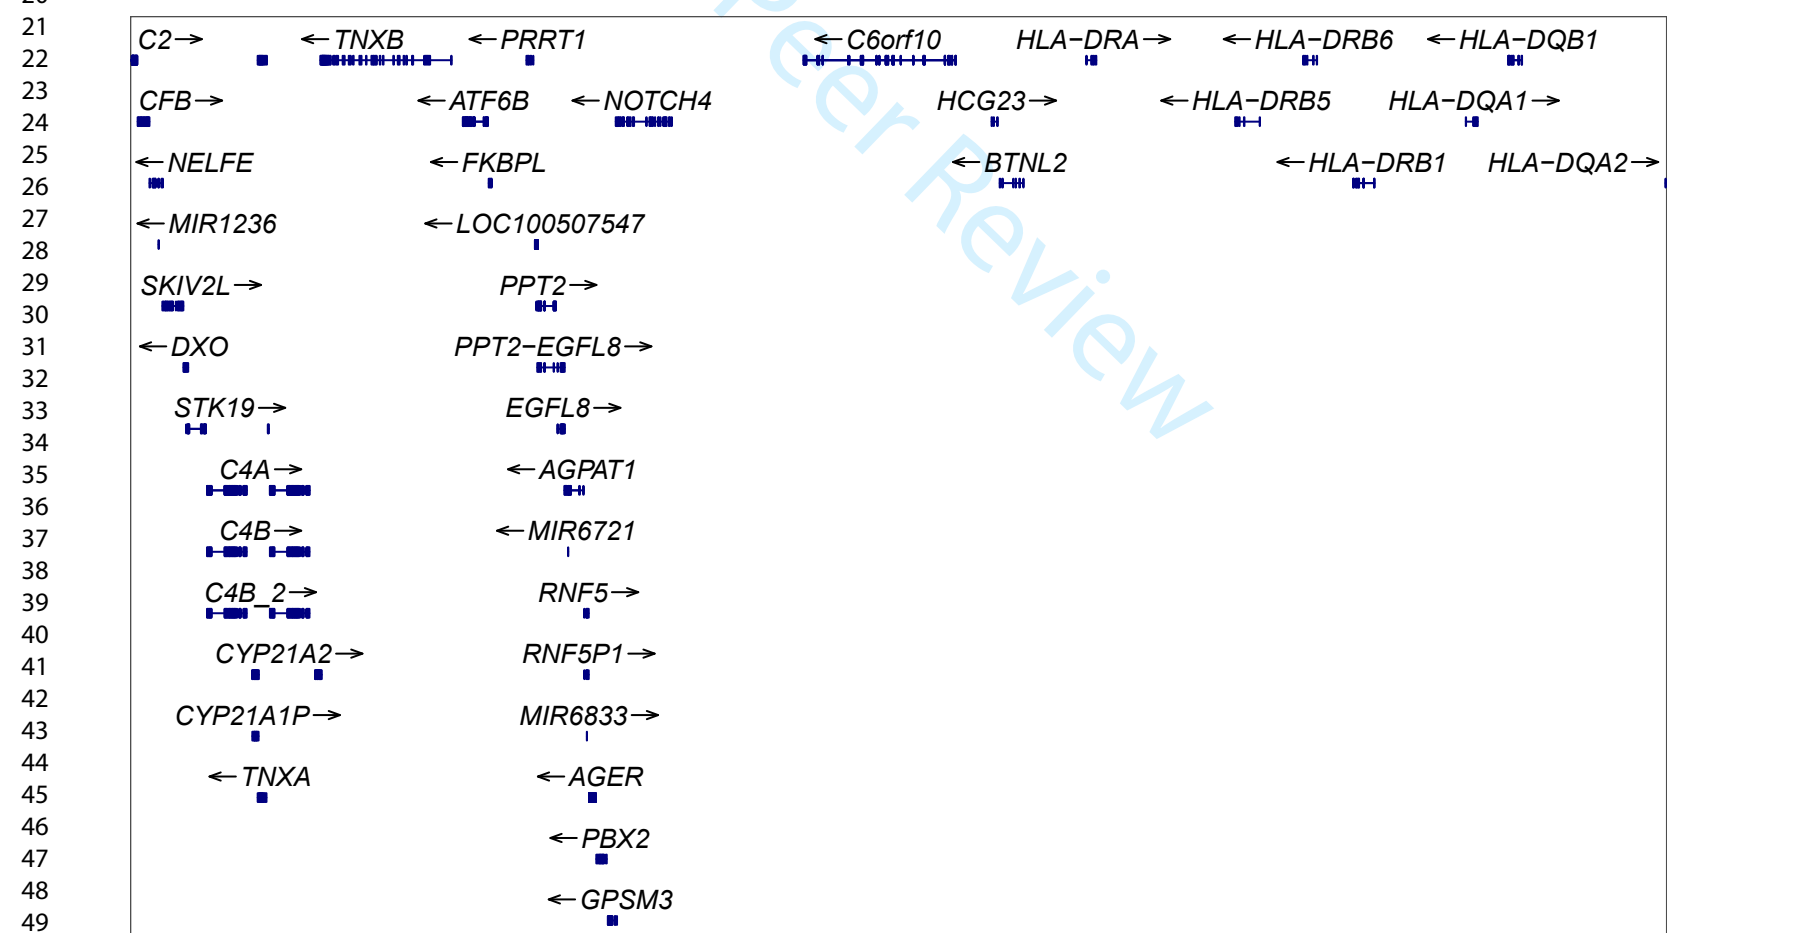 21
C2→ ←TNXB ←PRRT1 ←C6orf10 HLA−DRA→ ←HLA−DRB6 ←HLA−DQB1
22
23
CFB→ ←ATF6B ←NOTCH4 HCG23→ ←HLA−DRB5 HLA−DQA1→
24
25
←NELFE ←FKBPL ←BTNL2 ←HLA−DRB1 HLA−DQA2→
26
27
←MIR1236 ←LOC100507547
28
29
SKIV2L→ PPT2→
30
31
←DXO PPT2−EGFL8→
32
33
STK19→ EGFL8→
34
35
C4A→ ←AGPAT1
36
37
C4B→ ←MIR6721
38
39
C4B_2→ RNF5→
40
41
CYP21A2→ RNF5P1→
42
43
CYP21A1P→ MIR6833→
44
45
←TNXA ←AGER
46
47
←PBX2
48
49
←GPSM3
Peer Review